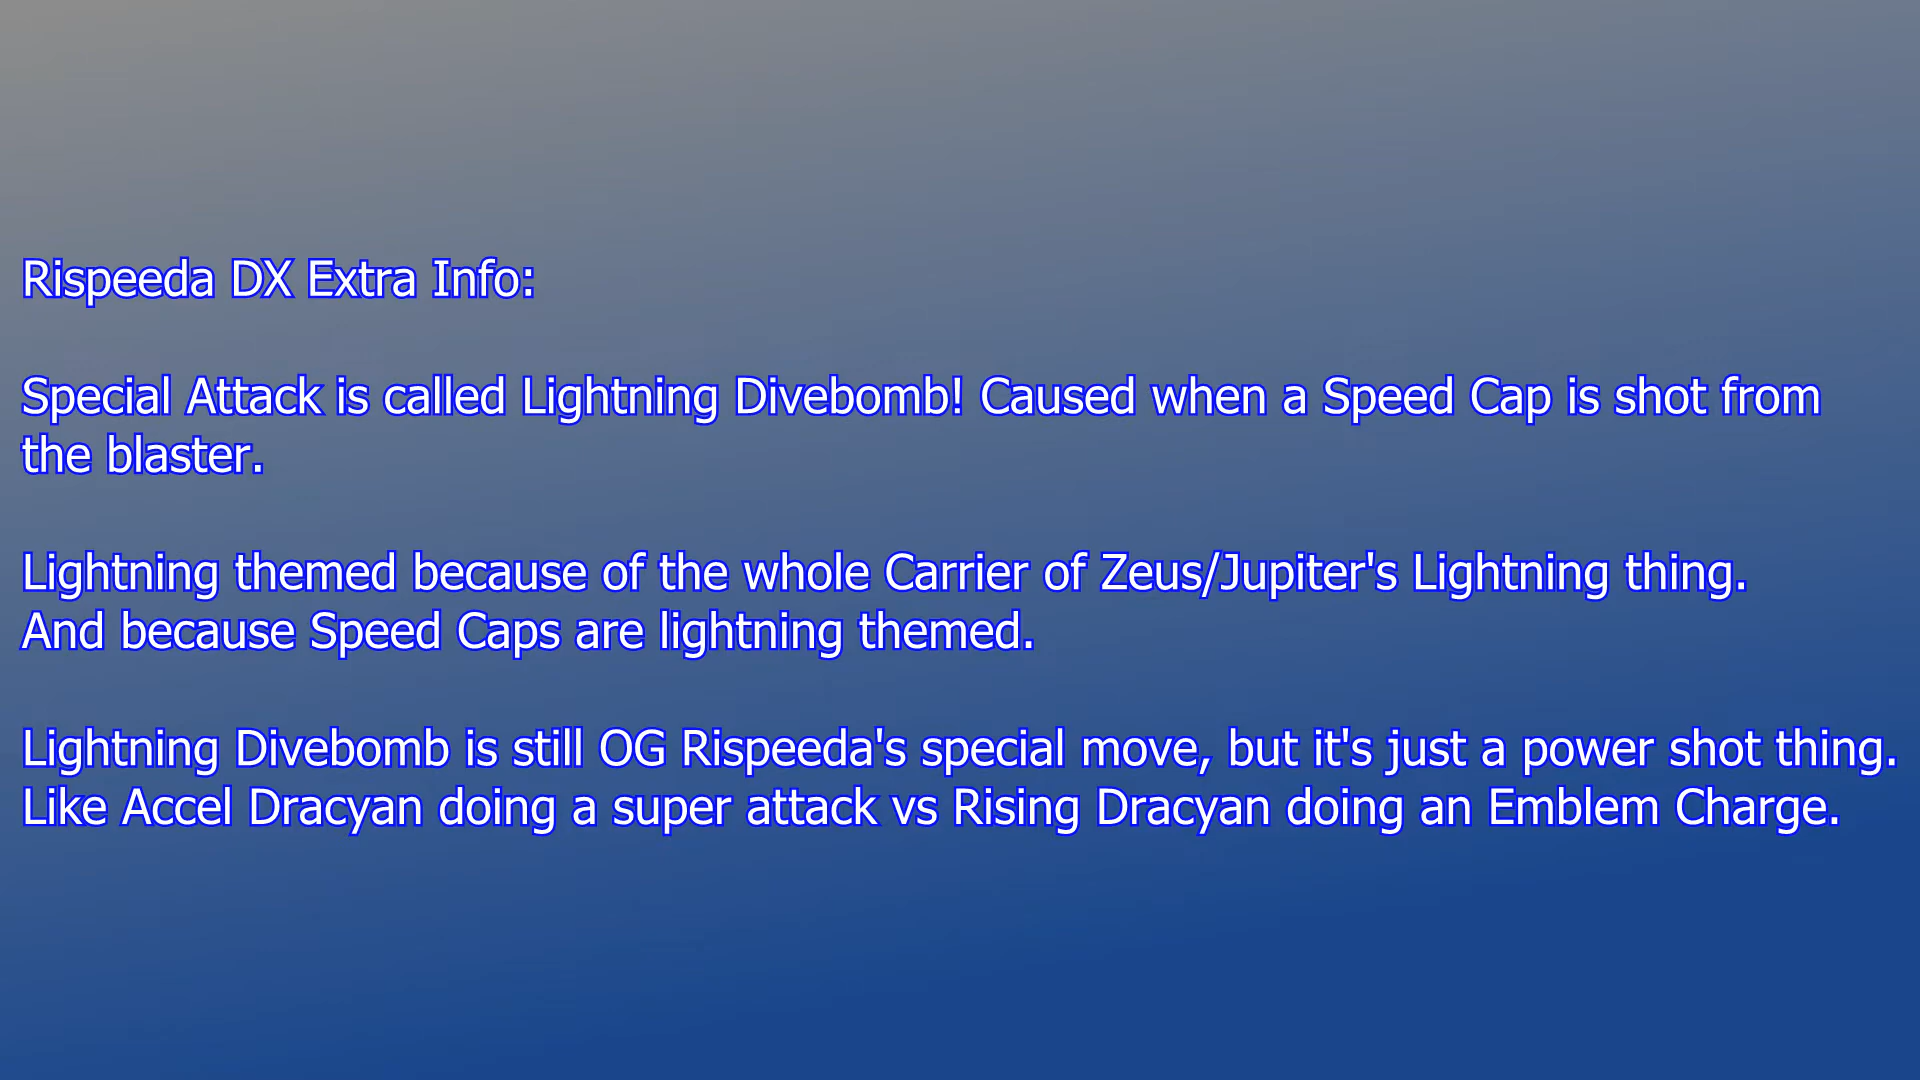 Rispeeda DX Extra Info:
Special Attack is called Lightning Divebomb! Caused when a Speed Cap is shot from
the blaster.
Lightning themed because of the whole Carrier of Zeus/Jupiter's Lightning thing.
And because Speed Caps are lightning themed.
Lightning Divebomb is still OG Rispeeda's special move, but it's just a power shot thing.
Like Accel Dracyan doing a super attack vs Rising Dracyan doing an Emblem Charge.